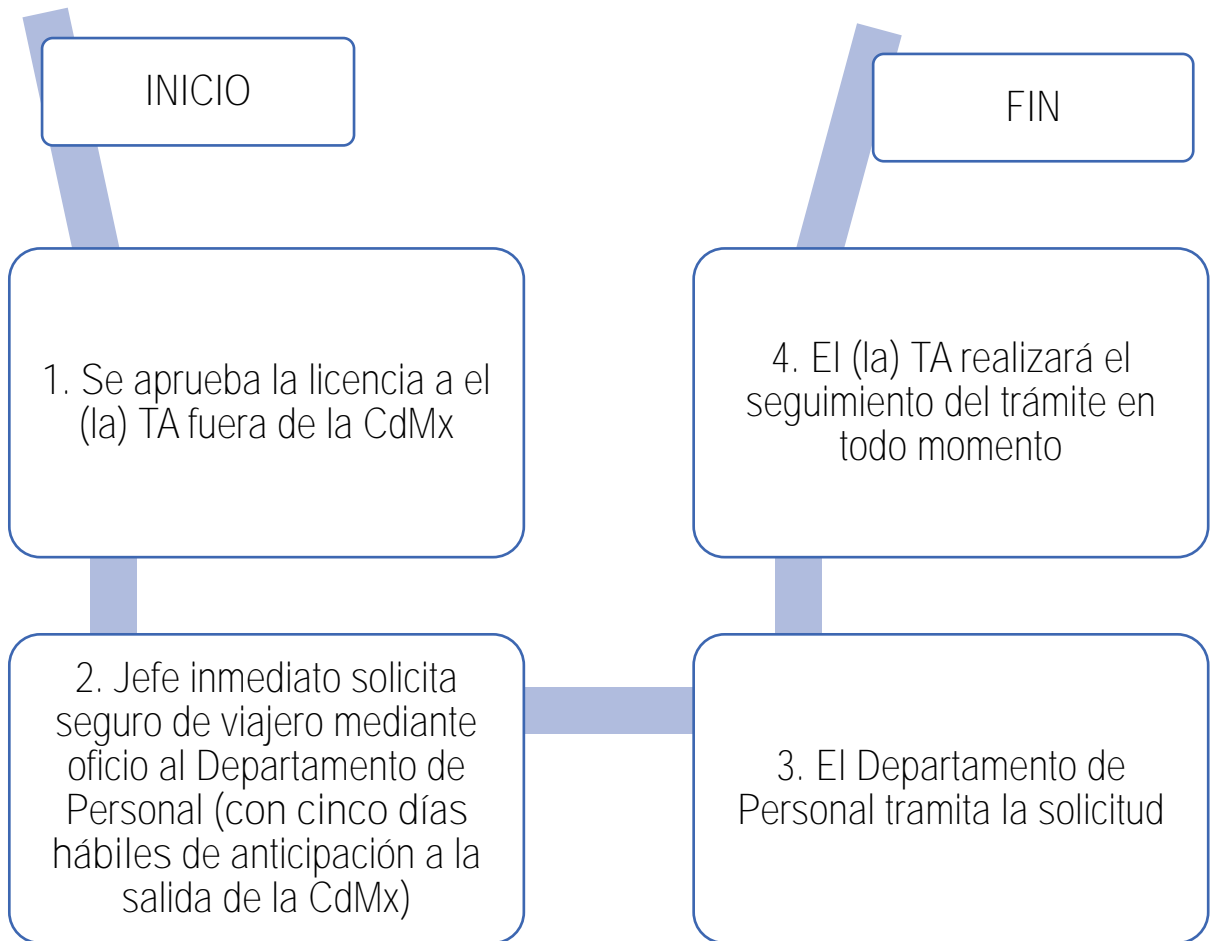 INICIO
1. Se aprueba la licencia a el
(la) TA fuera de la CdMx
2. Jefe inmediato solicita
seguro de viajero mediante
oficio al Departamento de
Personal (con cinco días
hábiles de anticipación a la
salida de la CdMx)
3. El Departamento de
Personal tramita la solicitud
4. El (la) TA realizará el
seguimiento del trámite en
todo momento
FIN